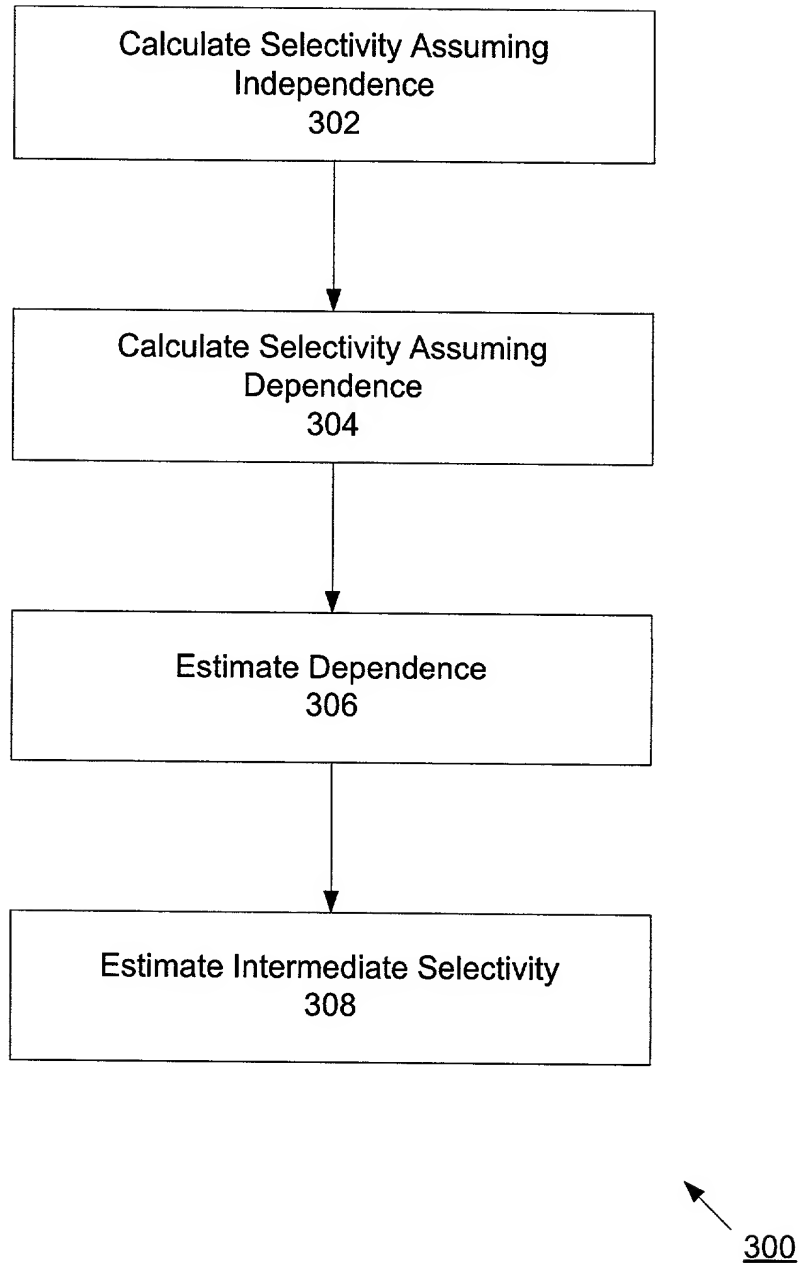 Calculate Selectivity Assuming
Independence
302
Calculate Selectivity Assuming
Dependence
304
Estimate Dependence
306
Estimate Intermediate Selectivity
308
300